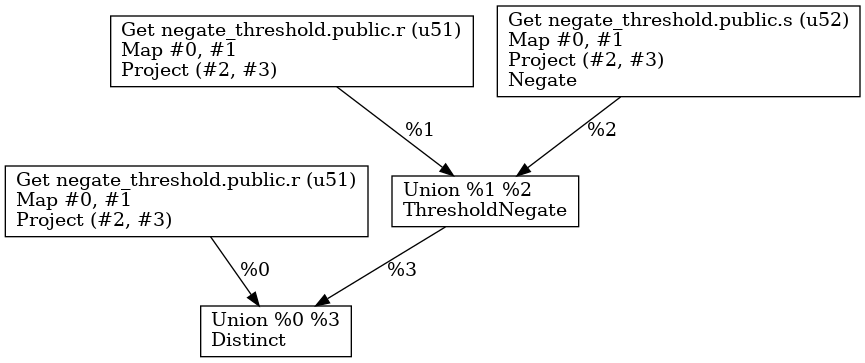 Get negate_threshold.public.r (u51)
Map #0, #1
Project (#2, #3)
Get negate_threshold.public.s (u52)
Map #0, #1
Project (#2, #3)
Negate
%1
%2
Get negate_threshold.public.r (u51)
Map #0, #1
Project (#2, #3)
Union %1 %2
ThresholdNegate
%0
%3
Union %0 %3
Distinct